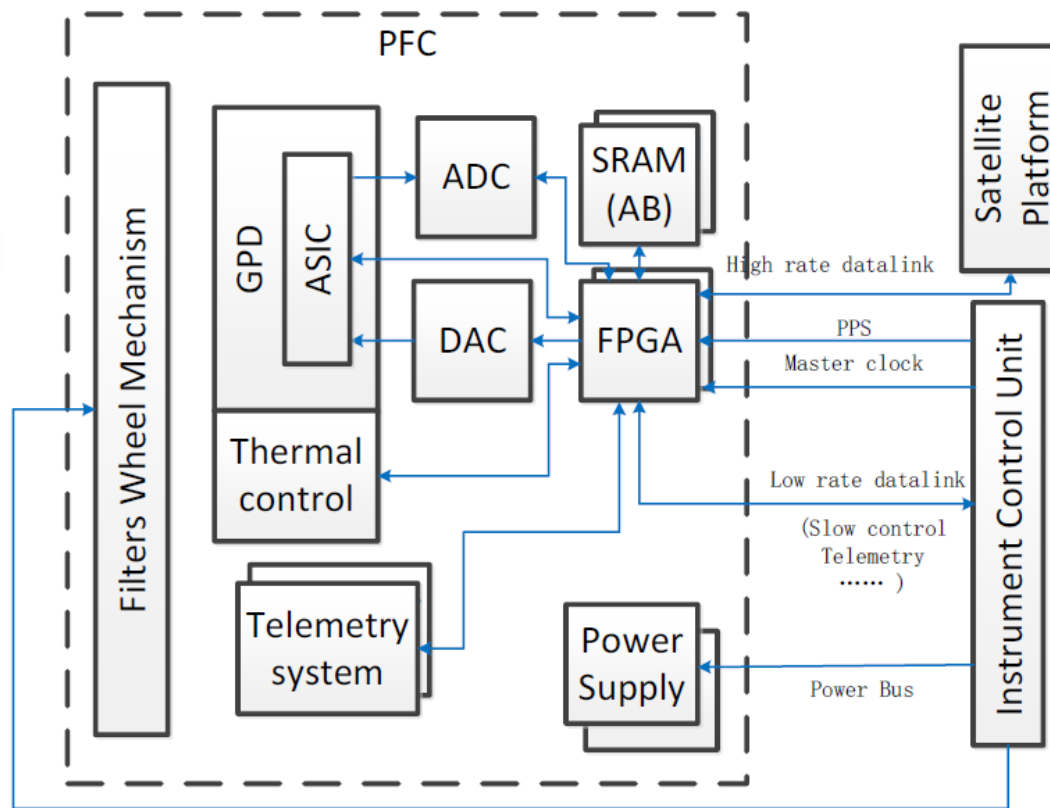 PFC
Filters Wheel Mechanism
GPD
ASIC
ADC
DAC
SRAM
(AB)
FPGA
Thermal
control
Telemetry
system
Power
Supply
High rate datalink
PPS
Master clock
Low rate datalink
(Slow control
Telemetry
…… )
Power Bus
Satellite
Platform
Instrument Control Unit